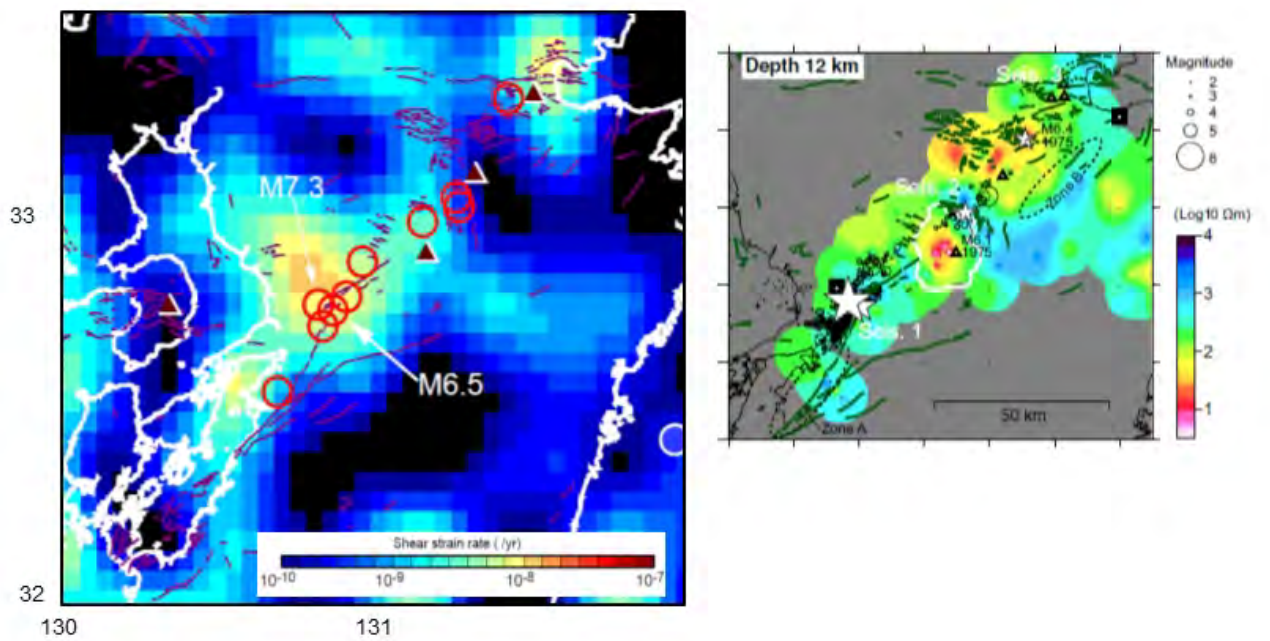 33
32
130
131
M7.3
M6.5
Shear strain rate ( /yr)
10-10
10-9
10-8
10-7
Depth 12 km
Seis. 3
M6.4
1975
Zone B
Seis. 2
M6.1
1975
Seis. 1
Zone A
50 km
Magnitude
2
3
4
5
6
(Log10 Ωm)
4
3
2
1